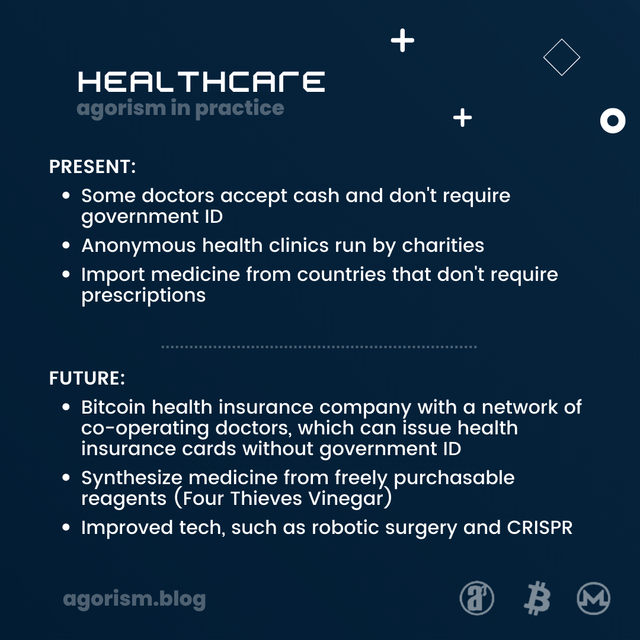 HEALTHCARE
agorism in practice
PRESENT:
• Some doctors accept cash and don't require
government ID
• Anonymous health clinics run by charities
• Import medicine from countries that don't require
prescriptions
FUTURE:
• Bitcoin health insurance company with a network of
co-operating doctors, which can issue health
insurance cards without government ID
• Synthesize medicine from freely purchasable
reagents (Four Thieves Vinegar)
• Improved tech, such as robotic surgery and CRISPR
agorism.blog